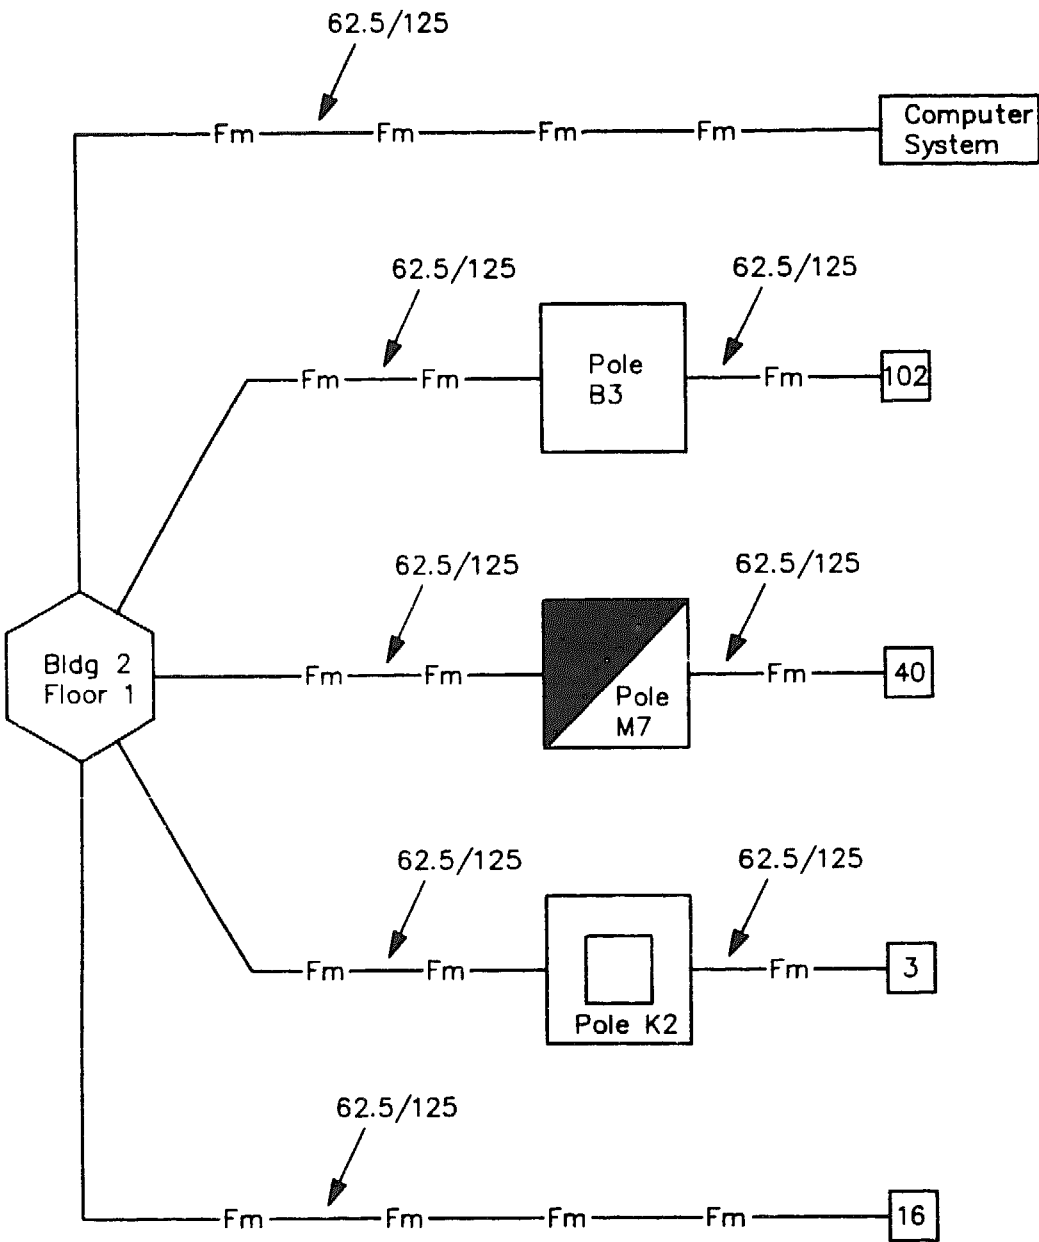 62.5/125
Fm Fm Fm Fm
Computer
System
62.5/125 62.5/125
Fm Fm
Pole
B3
Fm
102
62.5/125 62.5/125
Bldg 2
Floor 1
Fm Fm
Pole
M7
Fm
40
62.5/125 62.5/125
Fm Fm
Pole K2
Fm
3
62.5/125
Fm Fm Fm Fm
16